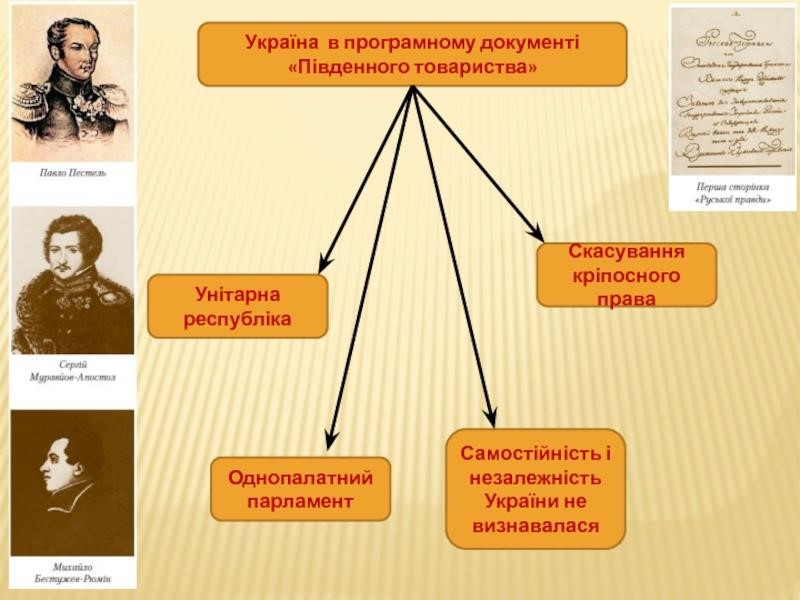 Україна в програмному документі
«Південного товариства»
Павло Пестель
Перша сторінка
«Руської правди»
Скасування
кріпосного
права
Унітарна
республіка
Сергій
Муравйов-Апостол
Однопалатний
парламент
Самостійність і
незалежність
України не
визнавалася
Михайло
Бестужев-Рюмін